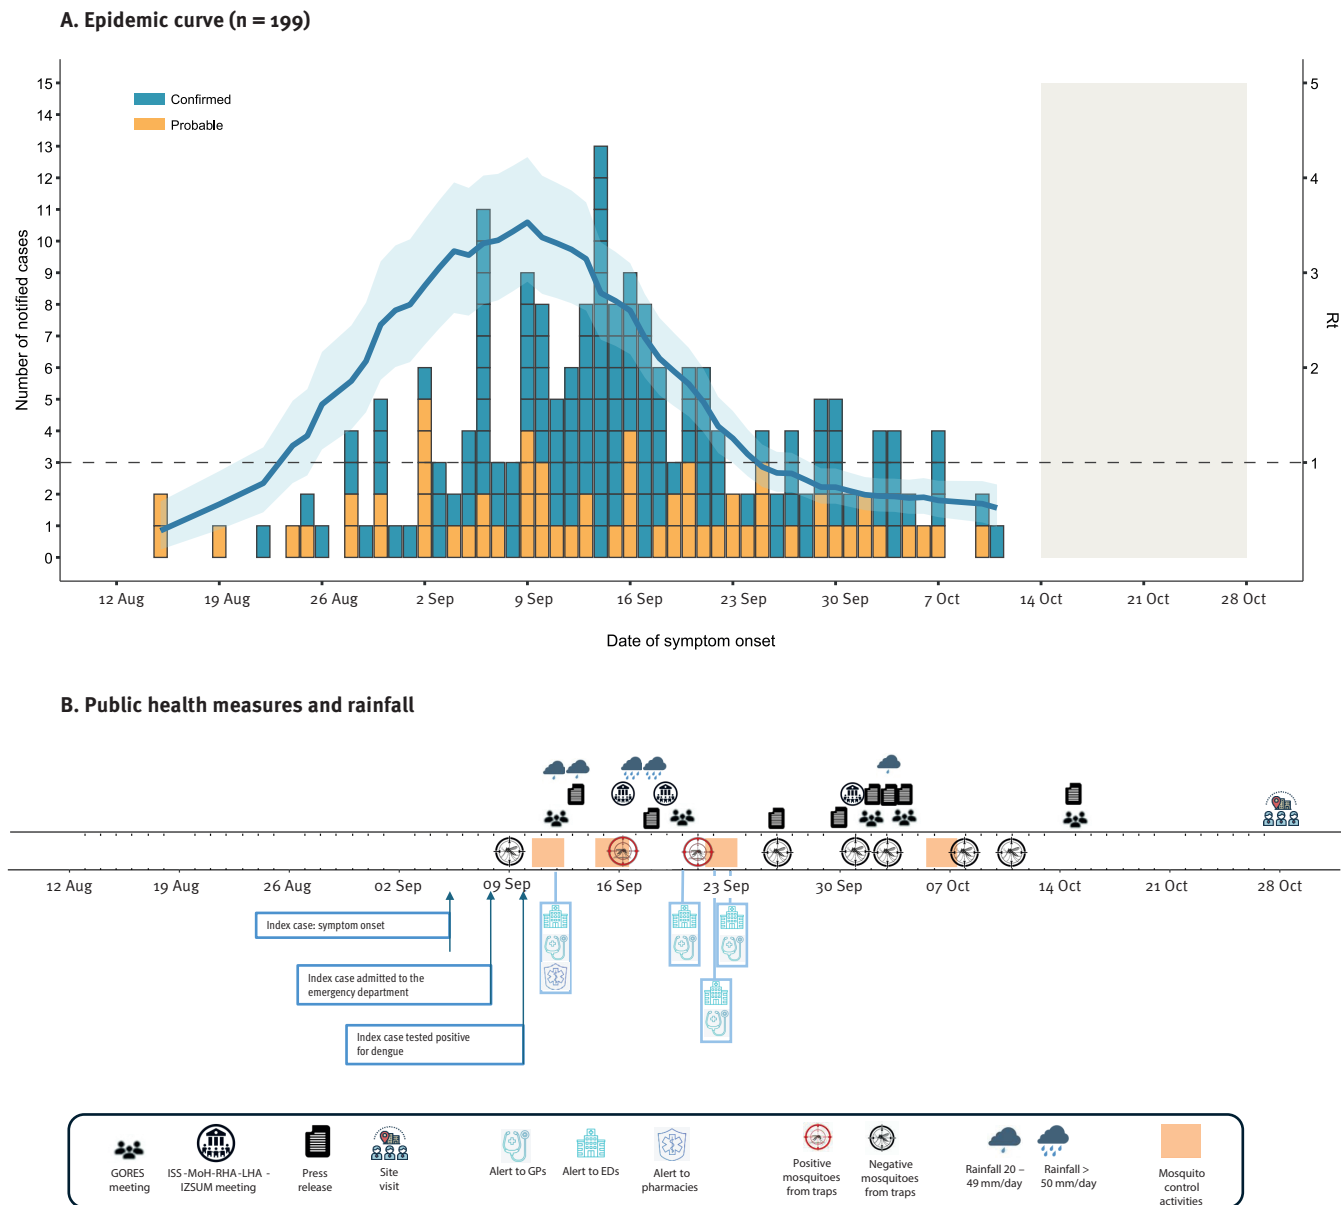 A. Epidemic curve (n = 199)
15
14
13
12
11
10
9
8
7
6
5
4
3
2
1
0
Number of notified cases
Confirmed
Probable
5
4
3
2
1
Rt
12 Aug 19 Aug 26 Aug 2 Sep 9 Sep 16 Sep 23 Sep 30 Sep 7 Oct 14 Oct 21 Oct 28 Oct
Date of symptom onset
B. Public health measures and rainfall
12 Aug 19 Aug 26 Aug 02 Sep 09 Sep 16 Sep 23 Sep 30 Sep 07 Oct 14 Oct 21 Oct 28 Oct
Index case: symptom onset
Index case admitted to the
emergency department
Index case tested positive
for dengue
GORES
meeting
ISS -MoH-RHA-LHA -
IZSUM meeting
Press
release
Site
visit
Alert to GPs
Alert to EDs
Alert to
pharmacies
Positive
mosquitoes
from traps
Negative
mosquitoes
from traps
Rainfall 20 –
49 mm/day
Rainfall >
50 mm/day
Mosquito
control
activities